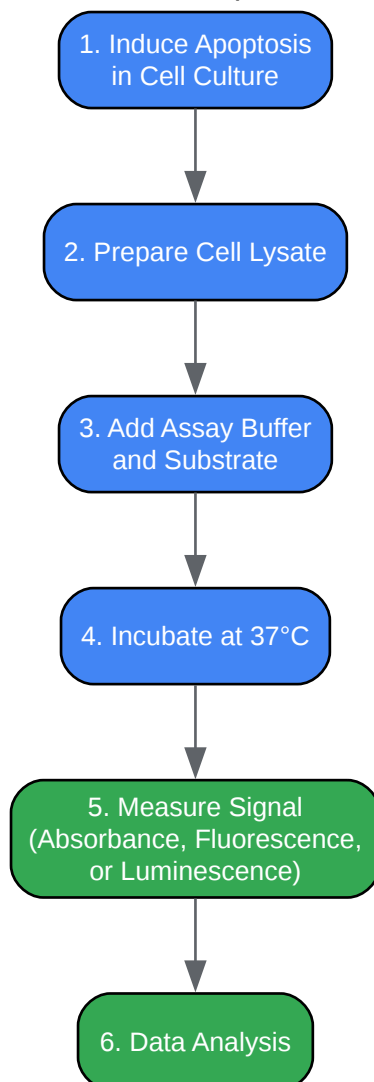 1. Induce Apoptosis
in Cell Culture
2. Prepare Cell Lysate
3. Add Assay Buffer
and Substrate
4. Incubate at 37°C
5. Measure Signal
(Absorbance, Fluorescence,
or Luminescence)
6. Data Analysis